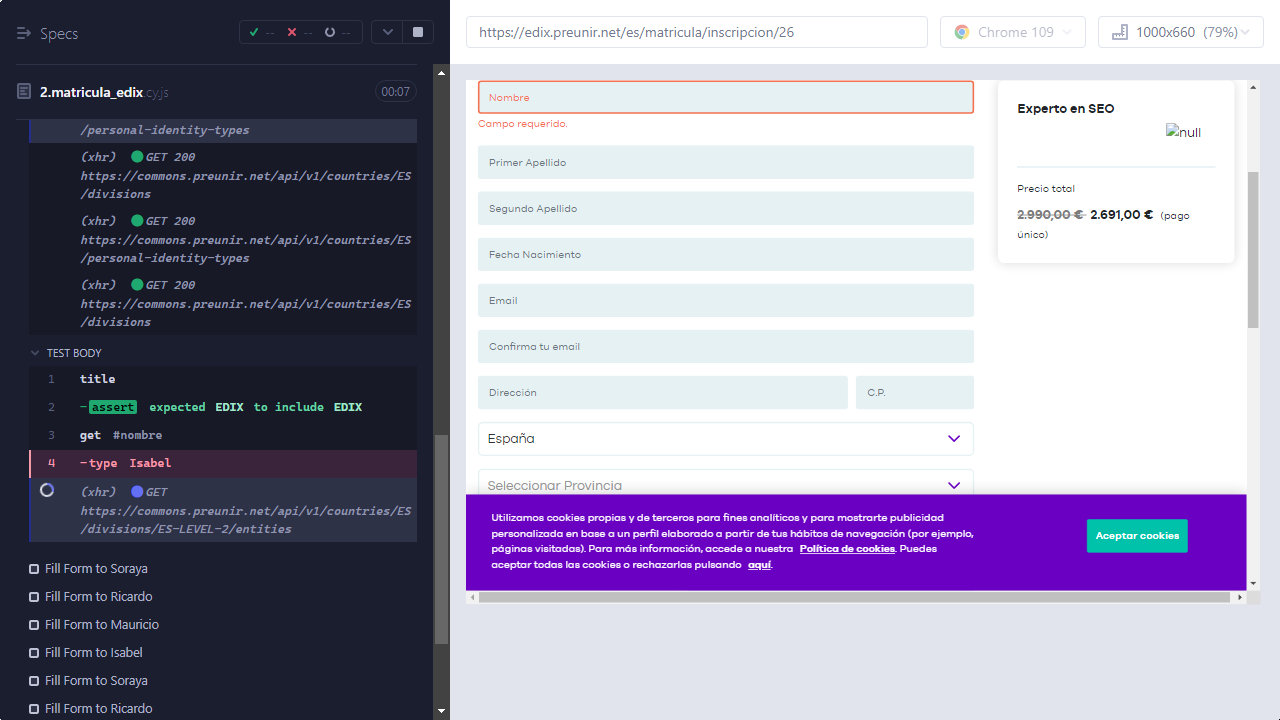 Specs
--
--
--
2.matricula_edix.cy.js
00:07
/personal-identity-types
(xhr) GET 200
https://commons.preunir.net/api/v1/countries/ES
/divisions
(xhr) GET 200
https://commons.preunir.net/api/v1/countries/ES
/personal-identity-types
(xhr) GET 200
https://commons.preunir.net/api/v1/countries/ES
/divisions
TEST BODY
1 title
2 -assert expected EDIX to include EDIX
3 get #nombre
4 -type Isabel
(xhr) GET
https://commons.preunir.net/api/v1/countries/ES
/divisions/ES-LEVEL-2/entities
Fill Form to Soraya
Fill Form to Ricardo
Fill Form to Mauricio
Fill Form to Isabel
Fill Form to Soraya
Fill Form to Ricardo
https://edix.preunir.net/es/matricula/inscripcion/26
Chrome 109
1000x660 (79%)
Nombre
Campo requerido.
Primer Apellido
Segundo Apellido
Fecha Nacimiento
Email
Confirma tu email
Dirección
C.P.
España
Seleccionar Provincia
Experto en SEO
null
Precio total
2.990,00 € 2.691,00 € (pago
único)
Utilizamos cookies propias y de terceros para fines analíticos y para mostrarte publicidad
personalizada en base a un perfil elaborado a partir de tus hábitos de navegación (por ejemplo,
páginas visitadas). Para más información, accede a nuestra Política de cookies. Puedes
aceptar todas las cookies o rechazarlas pulsando aquí.
Aceptar cookies